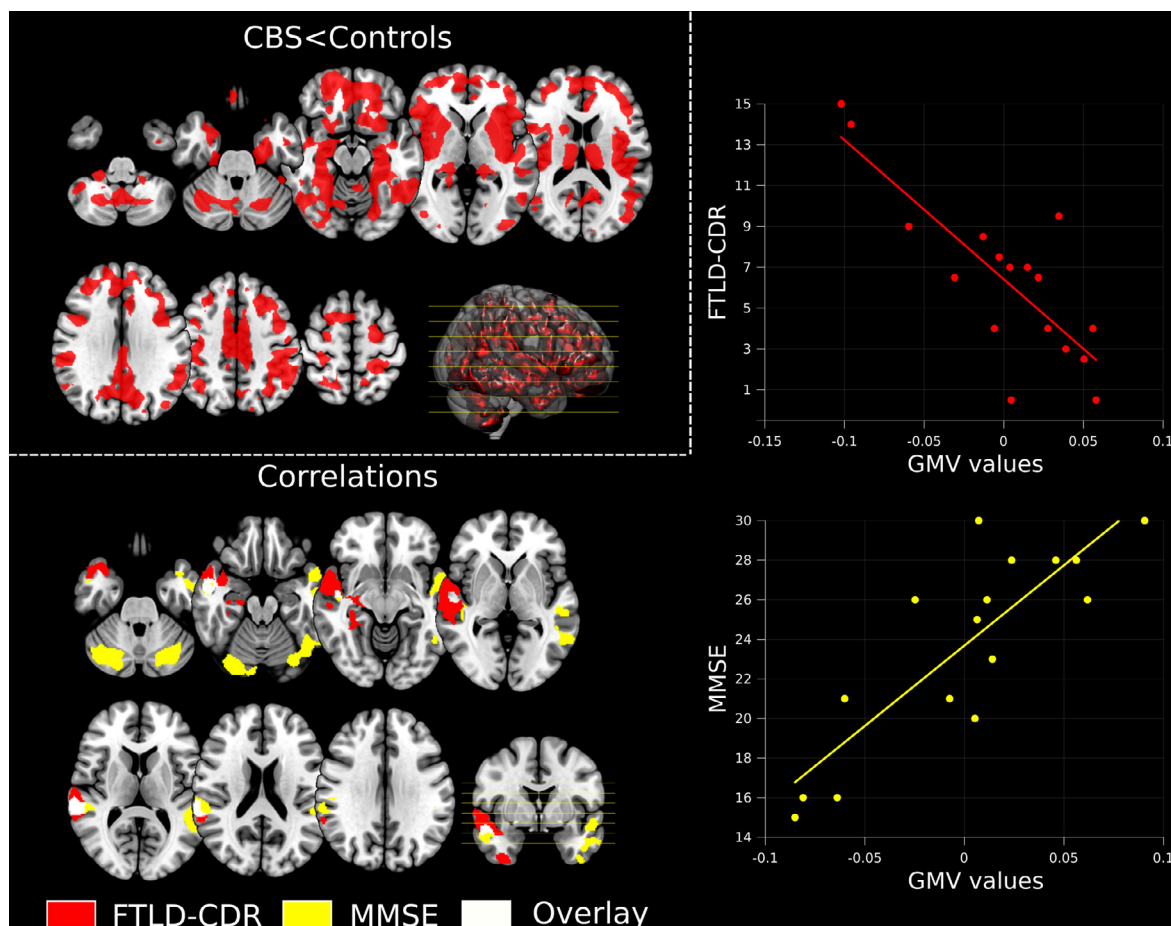 CBS<Controls
15
13
11
9
7
5
3
1
FTLD-CDR
-0.15 -0.1 -0.05 0 0.05 0.1
GMV values
Correlations
30
28
26
24
22
20
18
16
14
MMSE
-0.1 -0.05 0 0.05 0.1
GMV values
FTLD-CDR MMSE Overlay